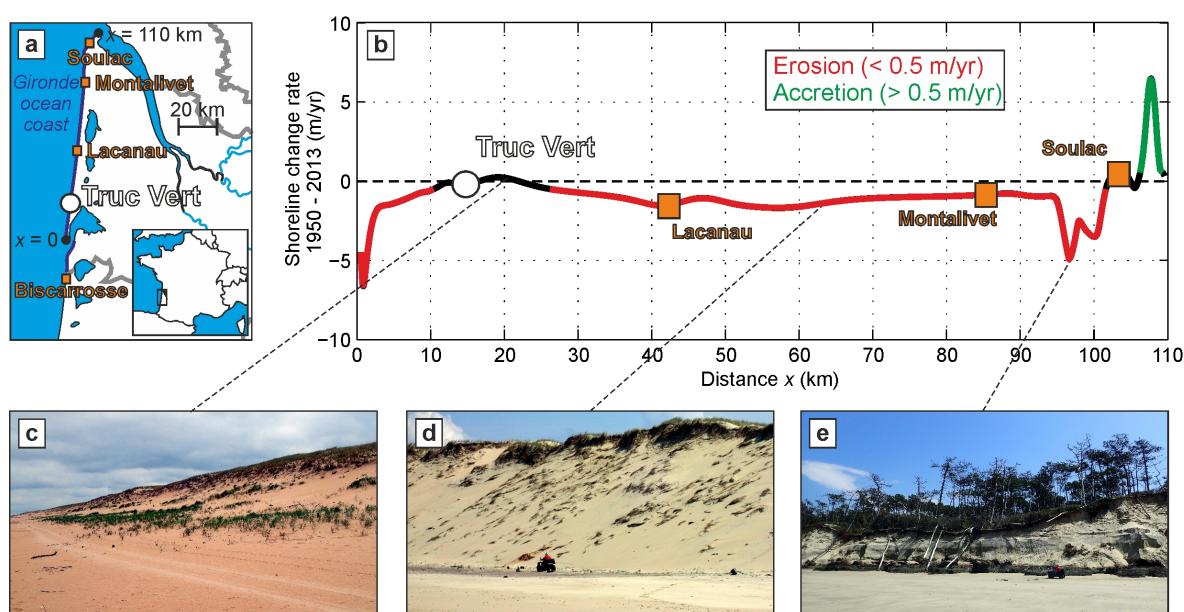 a
x = 110 km
Soulac
Montalivet
Gironde
ocean
coast
20 km
Lacanau
Truc Vert
x = 0
Biscarrosse
b
Shoreline change rate
1950 - 2013 (m/yr)
10
5
0
−5
−10
Erosion (< 0.5 m/yr)
Accretion (> 0.5 m/yr)
Truc Vert
Soulac
Lacanau
Montalivet
0 10 20 30 40 50 60 70 80 90 100 110
Distance x (km)
c
d
e